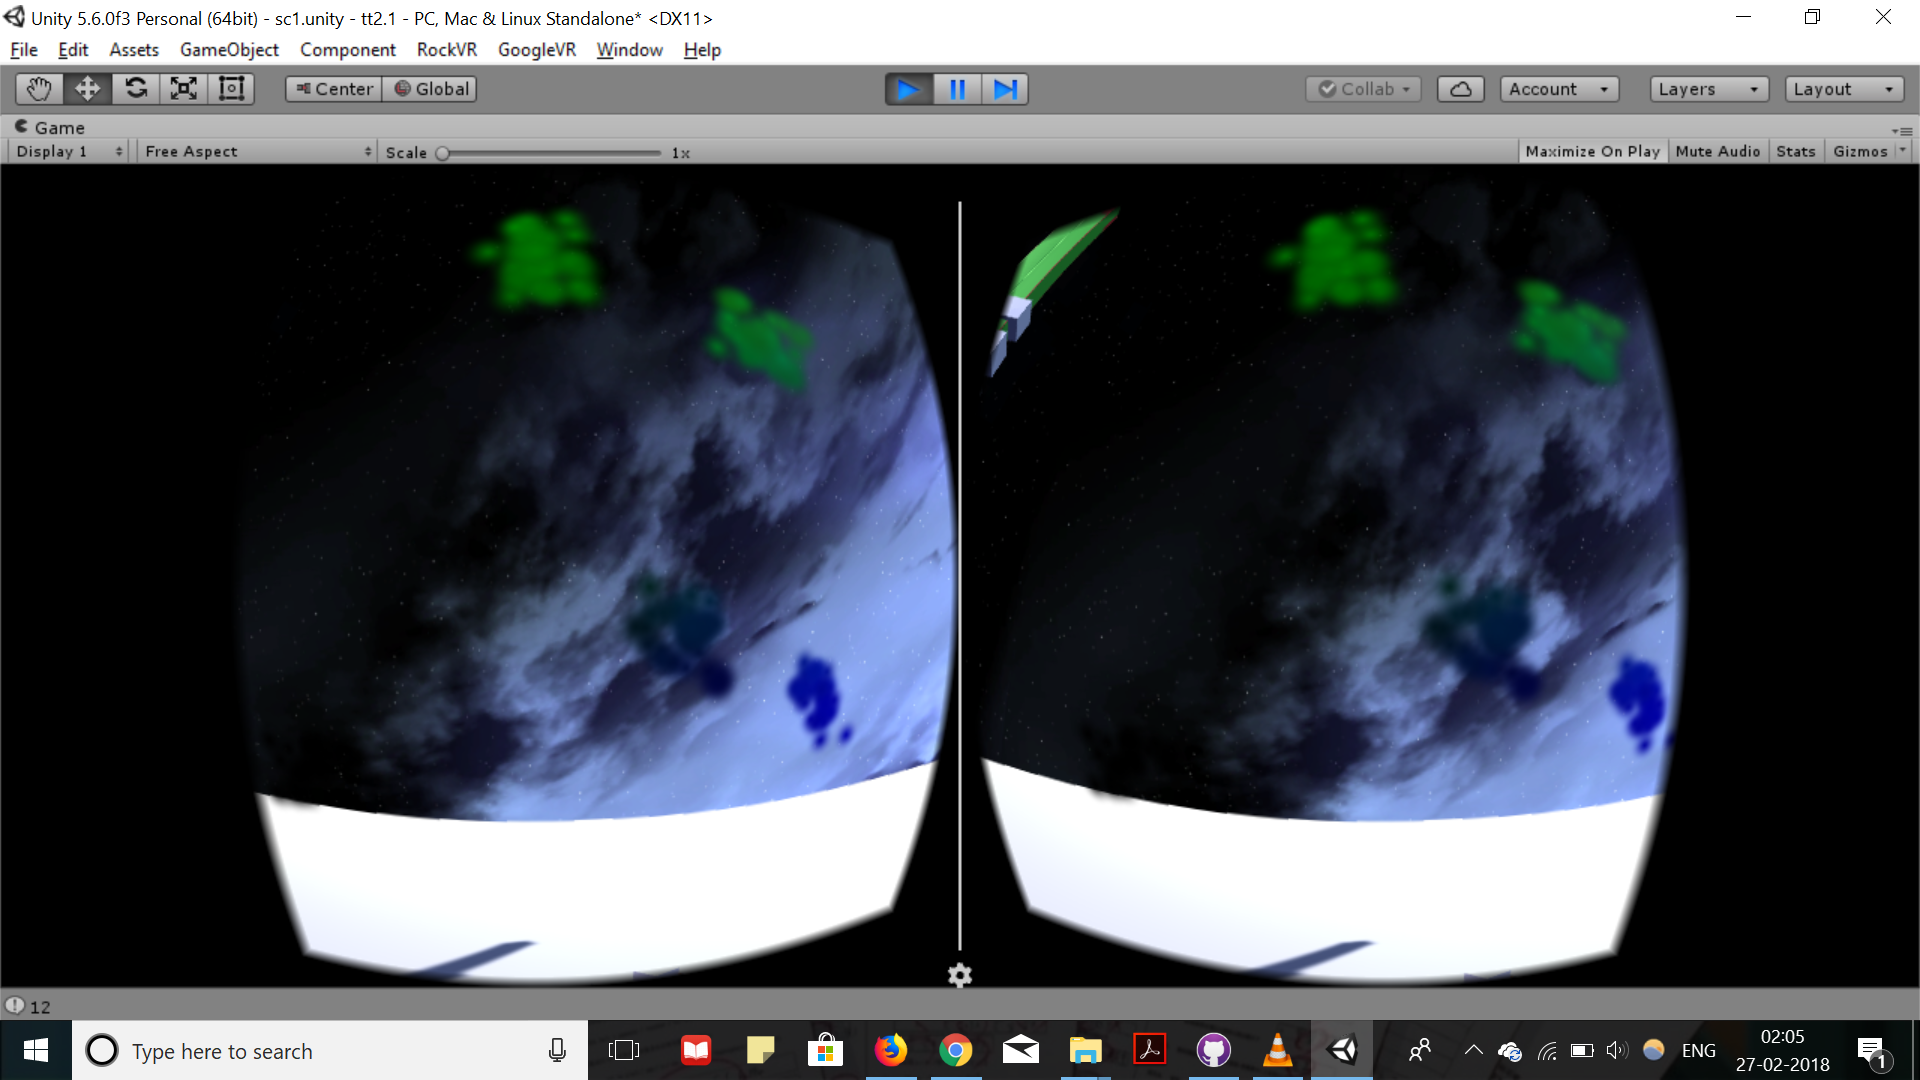 Unity 5.6.0f3 Personal (64bit) - sc1.unity - tt2.1 - PC, Mac & Linux Standalone* <DX11>
File Edit Assets GameObject Component RockVR GoogleVR Window Help
Center Global Collab Account Layers Layout
Game
Display 1 Free Aspect Scale 1x Maximize On Play Mute Audio Stats Gizmos
12
Type here to search ENG 02:05
27-02-2018 1